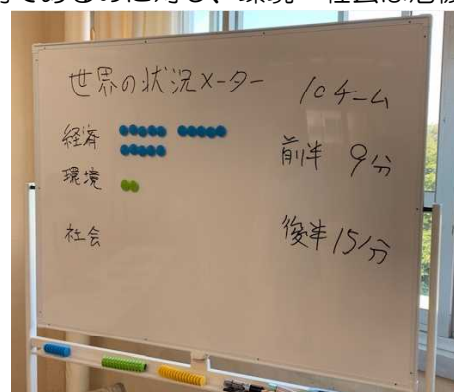 世界の状況メーター
10チーム
経済
前半 9分
環境
社会
後半 15分